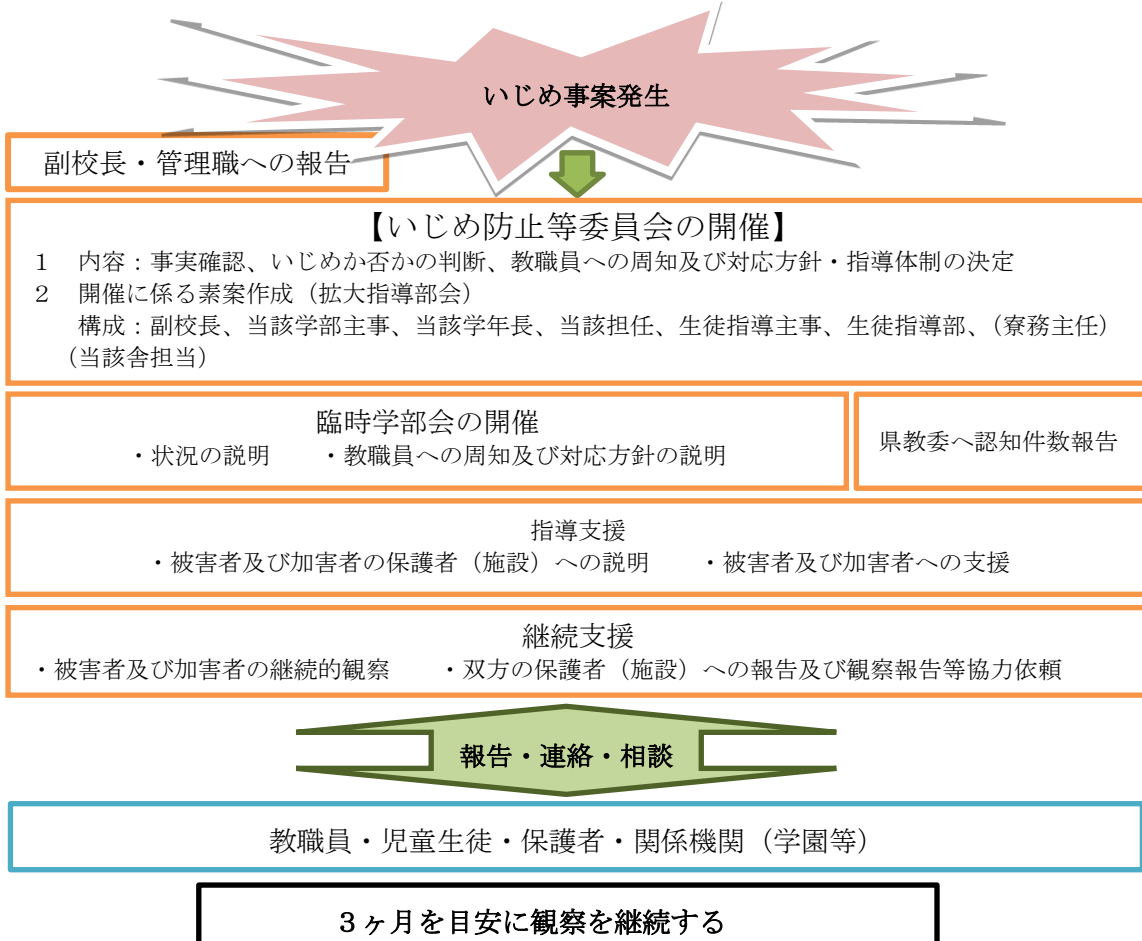 いじめ事案発生
副校長・管理職への報告
【いじめ防止等委員会の開催】
1　内容：事実確認、いじめか否かの判断、教職員への周知及び対応方針・指導体制の決定
2　開催に係る素案作成（拡大指導部会）
構成：副校長、当該学部主事、当該学年長、当該担任、生徒指導主事、生徒指導部、（寮務主任）
（当該舎担当）
臨時学部会の開催
・状況の説明　　・教職員への周知及び対応方針の説明
県教委へ認知件数報告
指導支援
・被害者及び加害者の保護者（施設）への説明　　・被害者及び加害者への支援
継続支援
・被害者及び加害者の継続的観察　　・双方の保護者（施設）への報告及び観察報告等協力依頼
報告・連絡・相談
教職員・児童生徒・保護者・関係機関（学園等）
３ヶ月を目安に観察を継続する